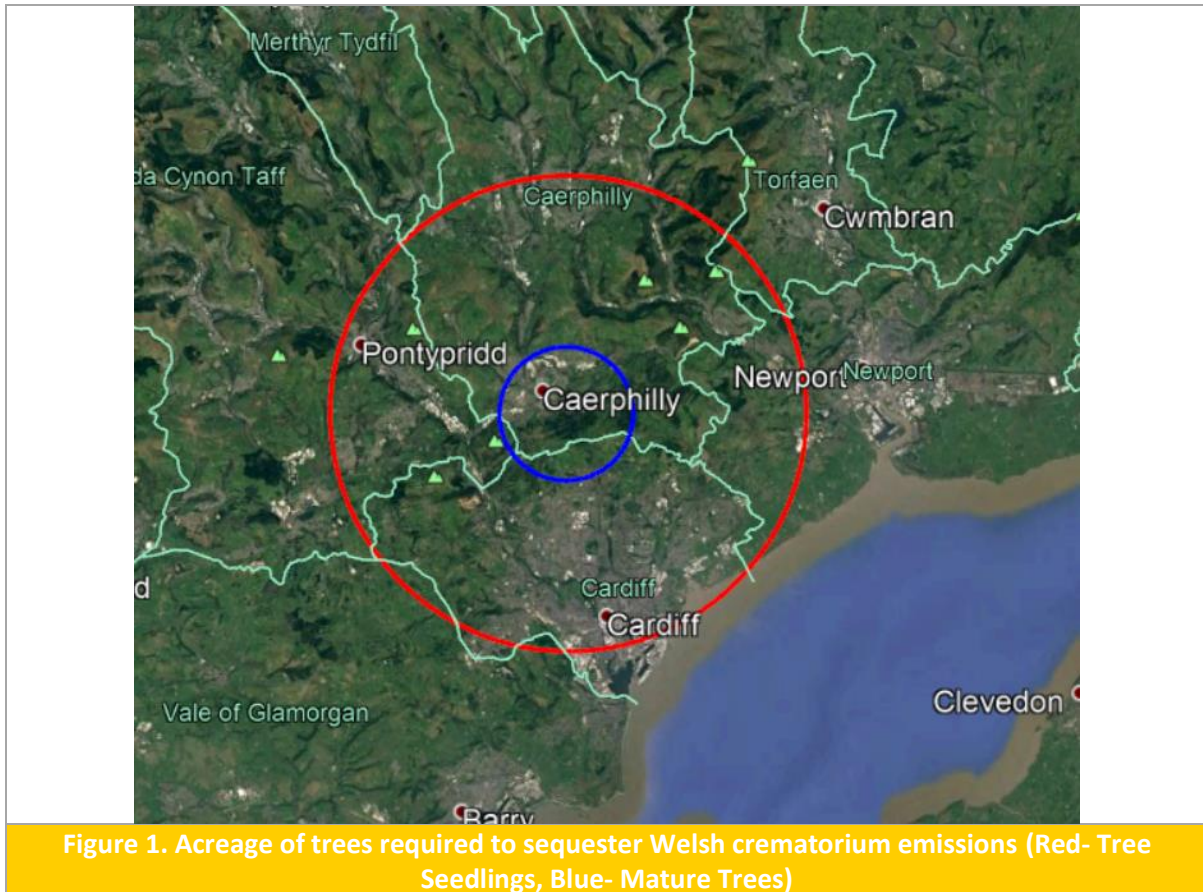 Merthyr Tydfil
da Cynon Taff
Caerphilly
Torfaen
Cwmbran
Pontypridd
Caerphilly
Newport
Newport
Cardiff
Cardiff
d
Vale of Glamorgan
Clevedon
Barry
Figure 1. Acreage of trees required to sequester Welsh crematorium emissions (Red- Tree
Seedlings, Blue- Mature Trees)